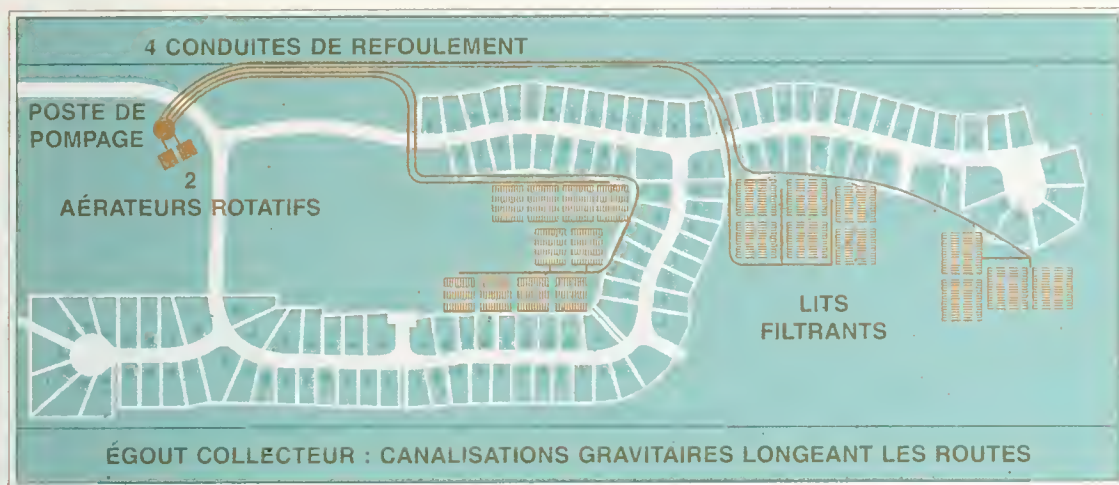 4 CONDUITES DE REFOULEMENT
POSTE DE
POMPAGE
2
AÉRATEURS ROTATIFS
LITS
FILTRANTS
ÉGOUT COLLECTEUR : CANALISATIONS GRAVITAIRES LONGEANT LES ROUTES